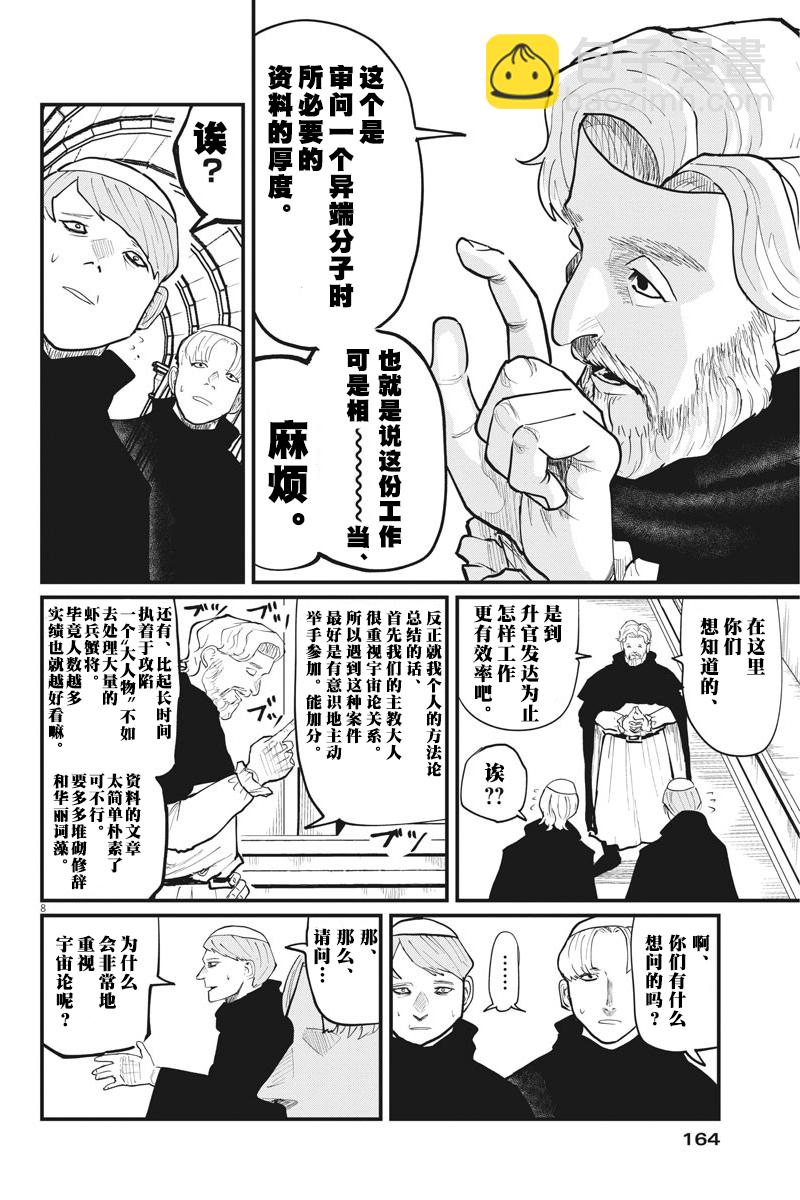 包子漫畫
baozimh.com
这个是
审问一个异端分子时
所必要的
资料的厚度。
也就是说这份工作
可是相～～～～当、
麻烦。
诶?
在这里
你们
想知道的、
是到
升官发达为止
怎样工作
更有效率吧。
诶??
反正就我个人的方法论
总结的话、
首先我们的主教大人
很重视宇宙论关系。
所以遇到这种案件
最好是有意识地主动
举手参加。能加分。
还有、比起长时间
执着于攻陷
一个“大人物”不如
去处理大量的
虾兵蟹将。
毕竟人数越多
实绩也就越好看嘛。
资料的文章
太简单朴素了
可不行。
要多多堆砌修辞
和华丽词藻。
ブッ
ブッ
8
啊、
你们有什么
想问的吗?
……
那、
那么、
请问…
为什么
会非常地
重视
宇宙论呢?
164